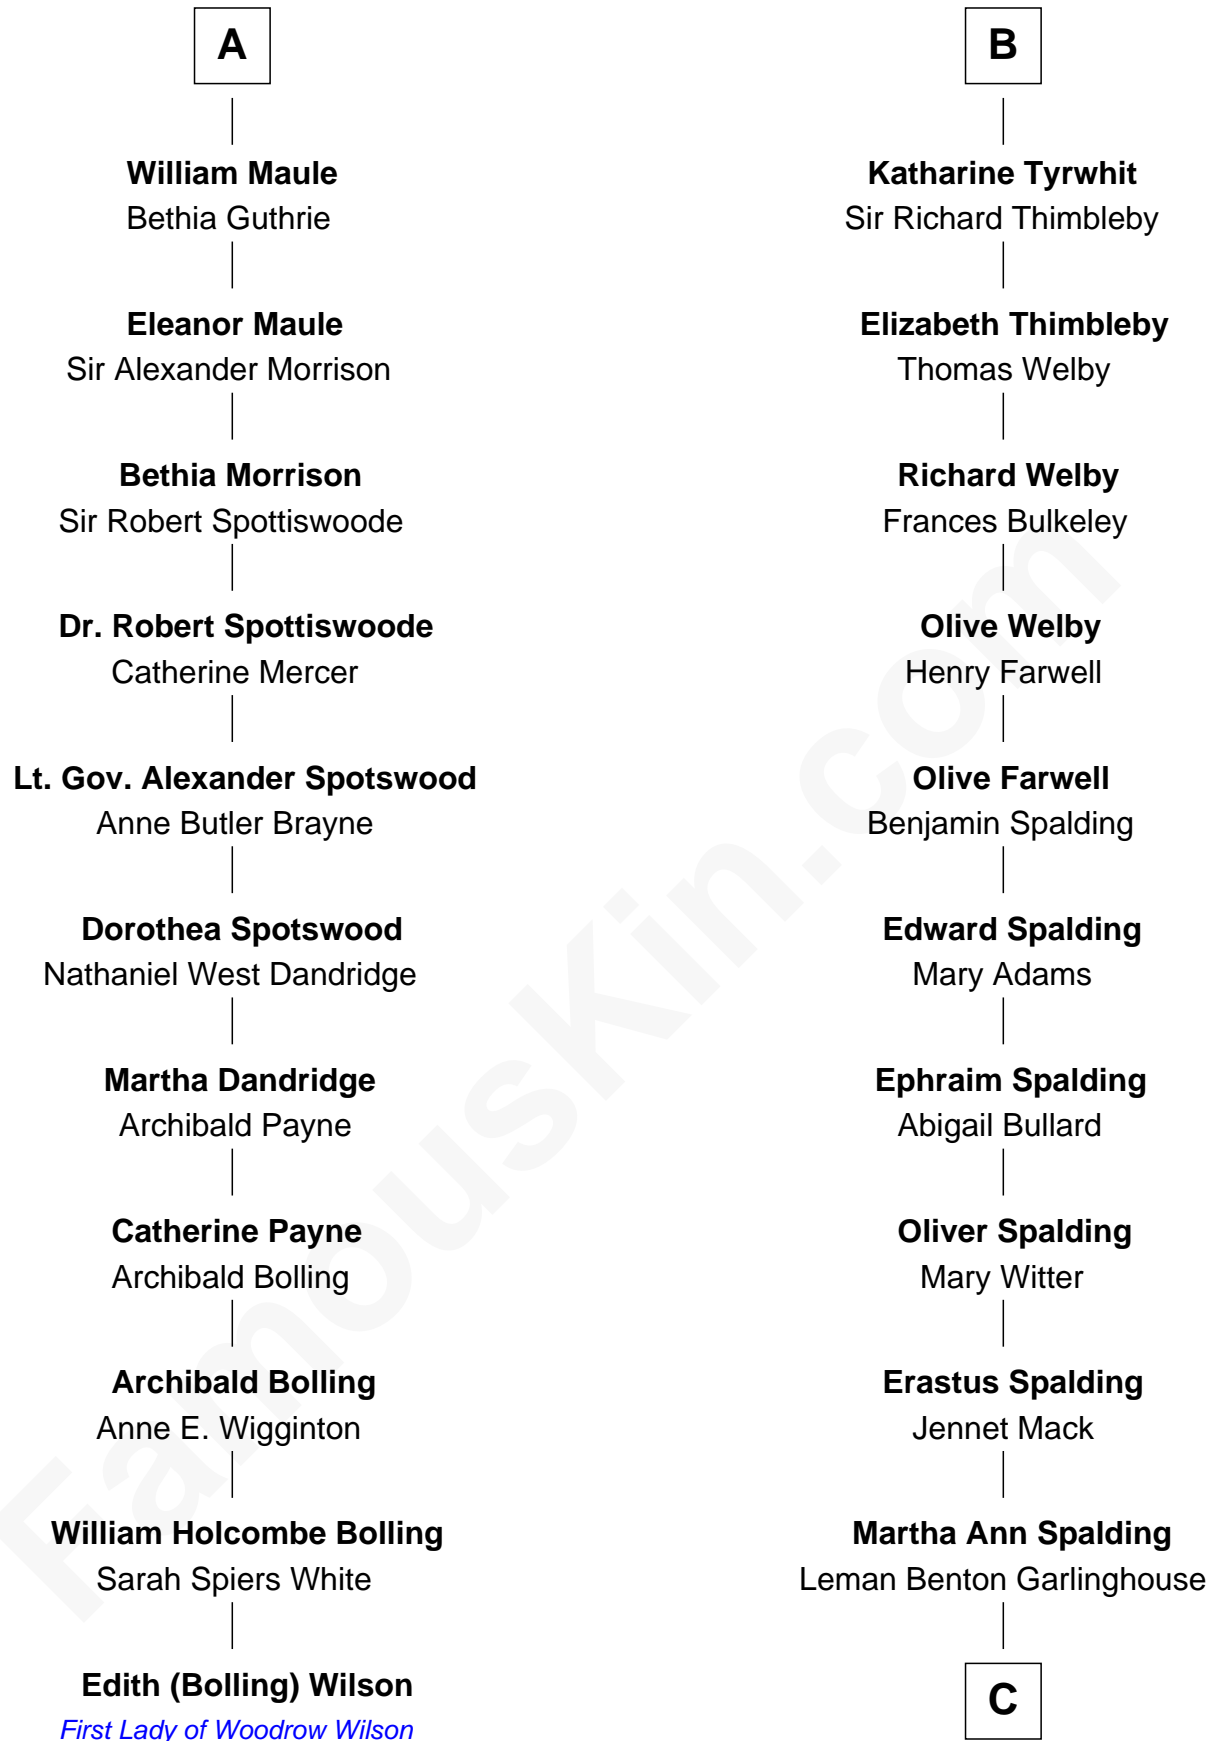 A
William Maule
Bethia Guthrie
Eleanor Maule
Sir Alexander Morrison
Bethia Morrison
Sir Robert Spottiswoode
Dr. Robert Spottiswoode
Catherine Mercer
Lt. Gov. Alexander Spotswood
Anne Butler Brayne
Dorothea Spotswood
Nathaniel West Dandridge
Martha Dandridge
Archibald Payne
Catherine Payne
Archibald Bolling
Archibald Bolling
Anne E. Wigginton
William Holcombe Bolling
Sarah Spiers White
Edith (Bolling) Wilson
First Lady of Woodrow Wilson
B
Katharine Tyrwhit
Sir Richard Thimbleby
Elizabeth Thimbleby
Thomas Welby
Richard Welby
Frances Bulkeley
Olive Welby
Henry Farwell
Olive Farwell
Benjamin Spalding
Edward Spalding
Mary Adams
Ephraim Spalding
Abigail Bullard
Oliver Spalding
Mary Witter
Erastus Spalding
Jennet Mack
Martha Ann Spalding
Leman Benton Garlinghouse
C
FamousKin.com